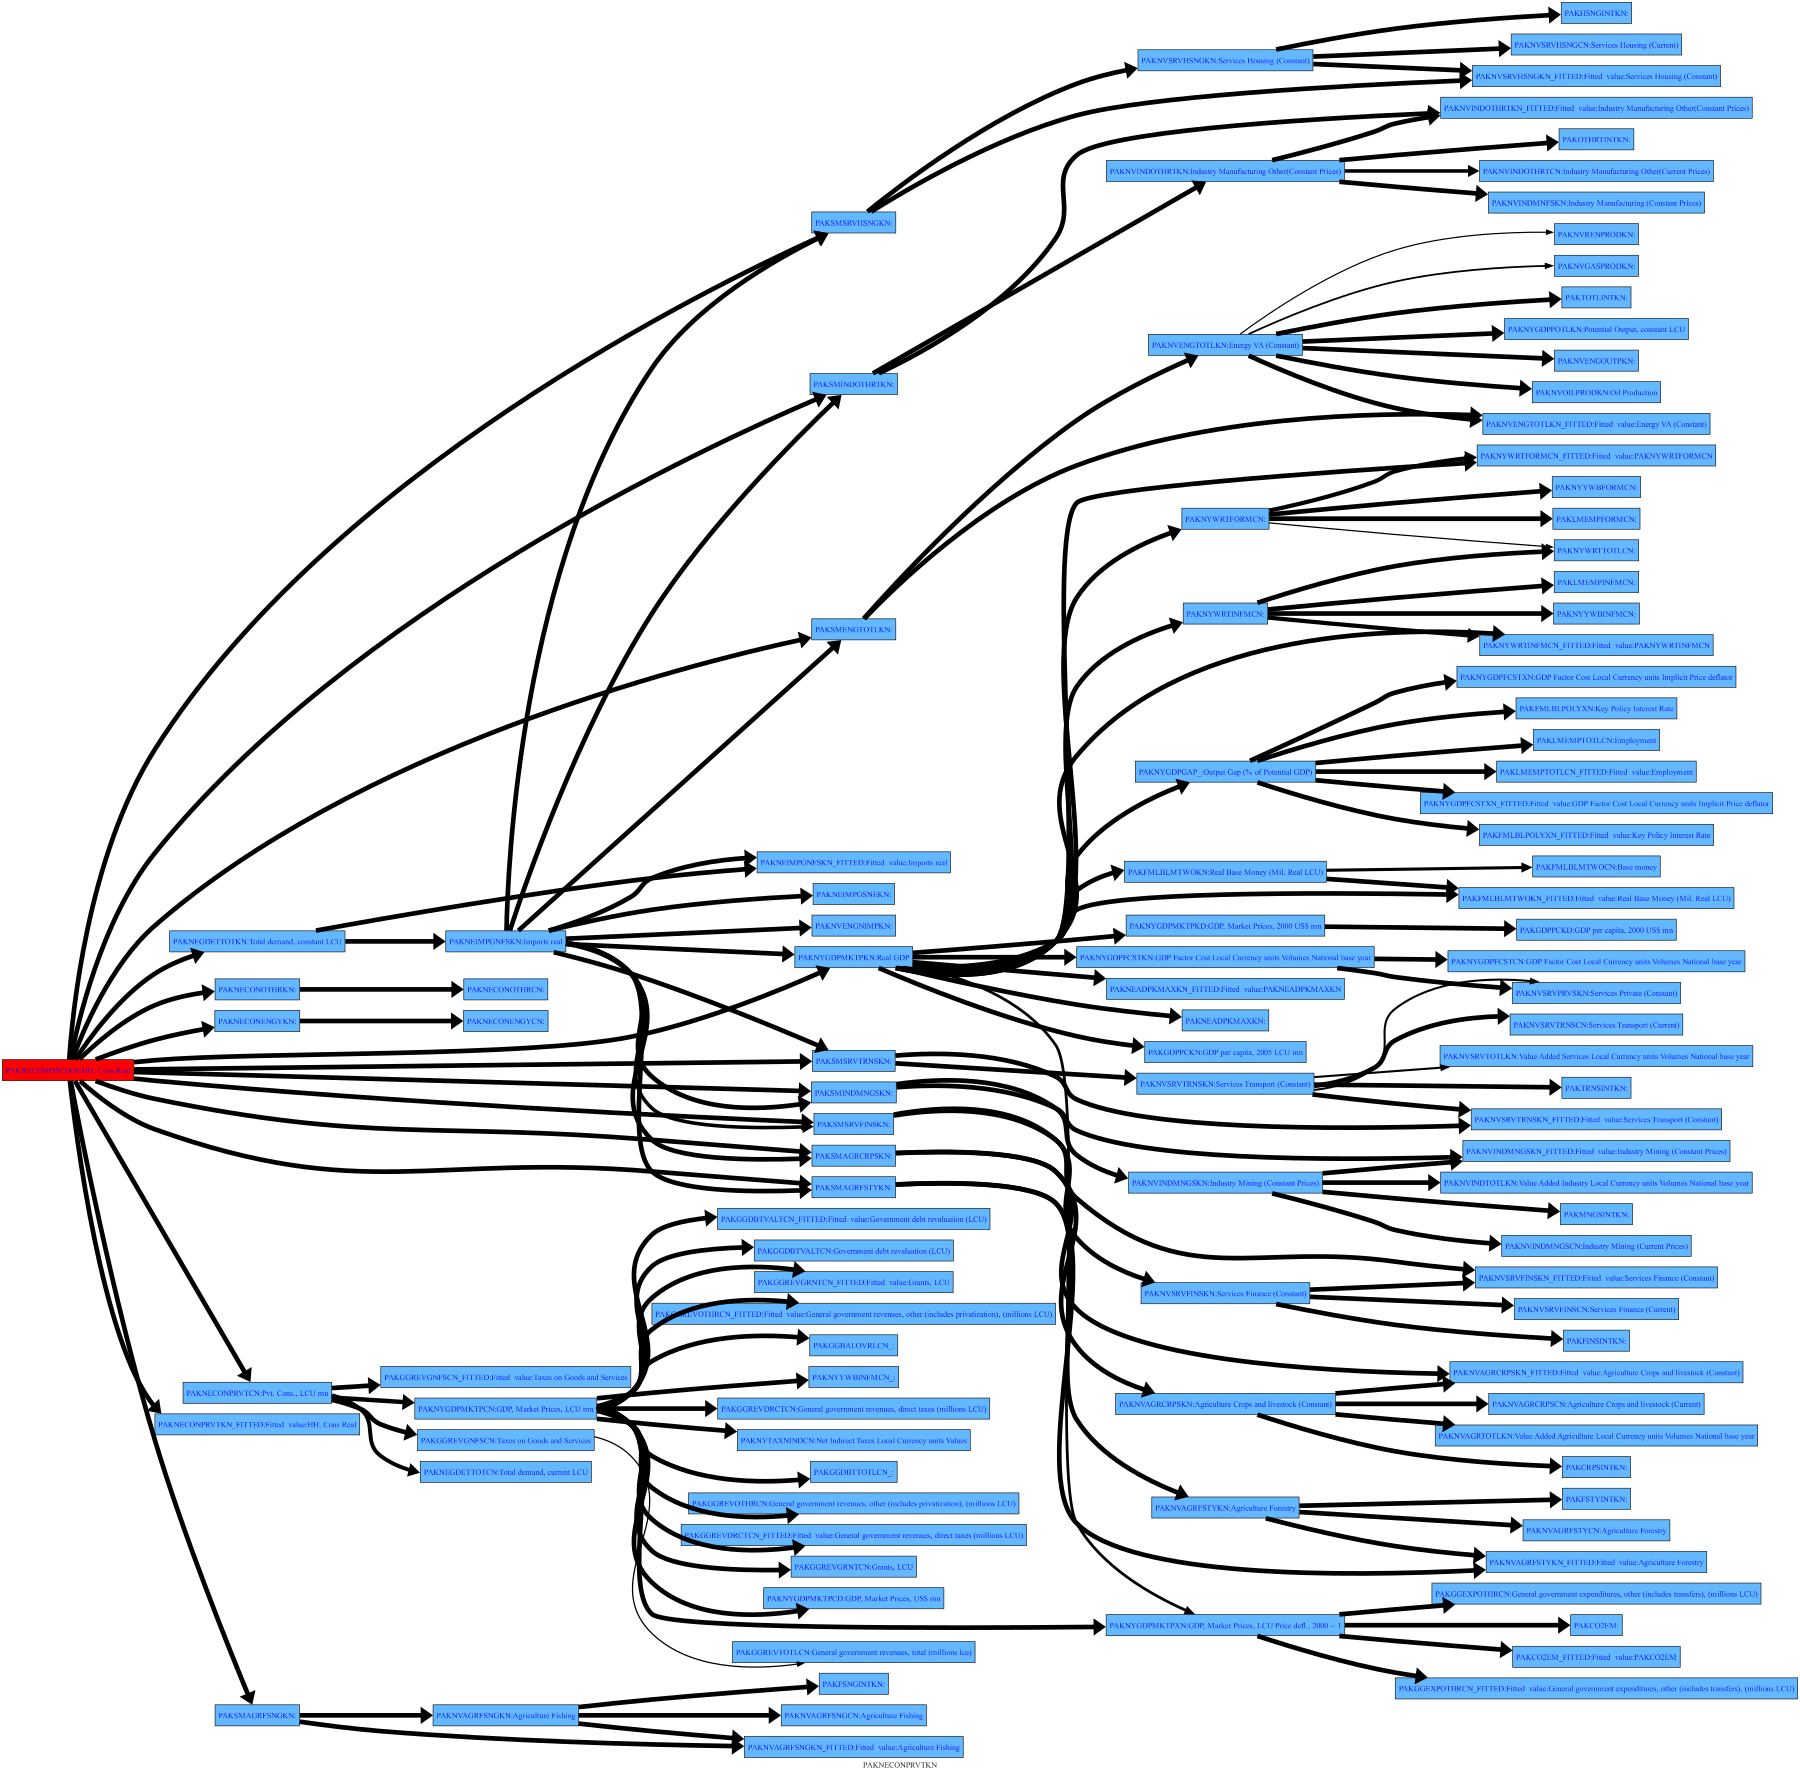 PAKHSNGINTKN:
PAKNVSRVHSNGCN:Services Housing (Current)
PAKNVSRVHSNGKN:Services Housing (Constant)
PAKNVSRVHSNGKN_FITTED:Fitted value:Services Housing (Constant)
PAKNVINDOTHRTKN_FITTED:Fitted value:Industry Manufacturing Other(Constant Prices)
PAKOTHRTINTKN:
PAKNVINDOTHRTKN:Industry Manufacturing Other(Constant Prices)
PAKNVINDOTHRTCN:Industry Manufacturing Other(Current Prices)
PAKNVINDMNFSKN:Industry Manufacturing (Constant Prices)
PAKSMSRVHSNGKN:
PAKNVRENPRODKN:
PAKNVGASPRODKN:
PAKTOTLINTKN:
PAKNYGDPPOTLKN:Potential Output, constant LCU
PAKNVENGTOTLKN:Energy VA (Constant)
PAKNVENGOUTPKN:
PAKSMINDOTHRTKN:
PAKNVOILPRODKN:Oil Production
PAKNVENGTOTLKN_FITTED:Fitted value:Energy VA (Constant)
PAKNYWRTFORMCN_FITTED:Fitted value:PAKNYWRTFORMCN
PAKNYYWBFORMCN:
PAKNYWRTFORMCN:
PAKLMEMPFORMCN:
PAKNYWRTTOTLCN:
PAKLMEMPINFMCN:
PAKNYWRTINFMCN:
PAKNYYWBINFMCN:
PAKSMENGTOTLKN:
PAKNYWRTINFMCN_FITTED:Fitted value:PAKNYWRTINFMCN
PAKNYGDPFCSTXN:GDP Factor Cost Local Currency units Implicit Price deflator
PAKFMLBLPOLYXN:Key Policy Interest Rate
PAKLMEMPTOTLCN:Employment
PAKNYGDPGAP_:Output Gap (% of Potential GDP)
PAKLMEMPTOTLCN_FITTED:Fitted value:Employment
PAKNYGDPFCSTXN_FITTED:Fitted value:GDP Factor Cost Local Currency units Implicit Price deflator
PAKFMLBLPOLYXN_FITTED:Fitted value:Key Policy Interest Rate
PAKNEIMPGNFSKN_FITTED:Fitted value:Imports real
PAKFMLBLMTWOKN:Real Base Money (Mil. Real LCU)
PAKFMLBLMTWOCN:Base money
PAKNEIMPGSNEKN:
PAKFMLBLMTWOKN_FITTED:Fitted value:Real Base Money (Mil. Real LCU)
PAKNVENGNIMPKN:
PAKNYGDPMKTPKD:GDP, Market Prices, 2000 US$ mn
PAKGDPPCKD:GDP per capita, 2000 US$ mn
PAKNEGDETTOTKN:Total demand, constant LCU
PAKNEIMPGNFSKN:Imports real
PAKNYGDPMKTPKN:Real GDP
PAKNYGDPFCSTKN:GDP Factor Cost Local Currency units Volumes National base year
PAKNYGDPFCSTCN:GDP Factor Cost Local Currency units Volumes National base year
PAKNECONOTHRKN:
PAKNECONOTHRCN:
PAKNEADPKMAXKN_FITTED:Fitted value:PAKNEADPKMAXKN
PAKNVSRVPRVSKN:Services Private (Constant)
PAKNECONENGYKN:
PAKNECONENGYCN:
PAKNEADPKMAXKN:
PAKNVSRVTRNSCN:Services Transport (Current)
PAKGDPPCKN:GDP per capita, 2005 LCU mn
PAKNVSRVTOTLKN:Value Added Services Local Currency units Volumes National base year
PAKNECONPRVTKN:HH. Cons Real
PAKSMSRVTRNSKN:
PAKNVSRVTRNSKN:Services Transport (Constant)
PAKTRNSINTKN:
PAKSMINDMNGSKN:
PAKNVSRVTRNSKN_FITTED:Fitted value:Services Transport (Constant)
PAKSMSRVFINSKN:
PAKNVINDMNGSKN_FITTED:Fitted value:Industry Mining (Constant Prices)
PAKSMAGRCRPSKN:
PAKNVINDMNGSKN:Industry Mining (Constant Prices)
PAKNVINDTOTLKN:Value Added Industry Local Currency units Volumes National base year
PAKSMAGRFSTYKN:
PAKMNGSINTKN:
PAKGGDBTVALTCN_FITTED:Fitted value:Government debt revaluation (LCU)
PAKNVINDMNGSCN:Industry Mining (Current Prices)
PAKGGDBTVALTCN:Government debt revaluation (LCU)
PAKGGREVGRNTCN_FITTED:Fitted value:Grants, LCU
PAKNVSRVFINSKN_FITTED:Fitted value:Services Finance (Constant)
PAKNVSRVFINSKN:Services Finance (Constant)
PAKNVSRVFINSCN:Services Finance (Current)
PAKGGREVOTHRCN_FITTED:Fitted value:General government revenues, other (includes privatization), (millions LCU)
PAKFINSINTKN:
PAKGGBALOVRLCN_:
PAKNVAGRCRPSKN_FITTED:Fitted value:Agriculture Crops and livestock (Constant)
PAKGGREVGNFSCN_FITTED:Fitted value:Taxes on Goods and Services
PAKNYYWBINFMCN_:
PAKNECONPRVTCN:Pvt. Cons., LCU mn
PAKNVAGRCRPSKN:Agriculture Crops and livestock (Constant)
PAKNVAGRCRPSCN:Agriculture Crops and livestock (Current)
PAKNYGDPMKTPCN:GDP, Market Prices, LCU mn
PAKGGREVDRCTCN:General government revenues, direct taxes (millions LCU)
PAKNECONPRVTKN_FITTED:Fitted value:HH. Cons Real
PAKNVAGRTOTLKN:Value Added Agriculture Local Currency units Volumes National base year
PAKGGREVGNFSCN:Taxes on Goods and Services
PAKNYTAXNINDCN:Net Indirect Taxes Local Currency units Values
PAKNEGDETTOTCN:Total demand, current LCU
PAKGGDBTTOTLCN_:
PAKCRPSINTKN:
PAKGGREVOTHRCN:General government revenues, other (includes privatization), (millions LCU)
PAKNVAGRFSTYKN:Agriculture Forestry
PAKFSTYINTKN:
PAKGGREVDRCTCN_FITTED:Fitted value:General government revenues, direct taxes (millions LCU)
PAKNVAGRFSTYCN:Agriculture Forestry
PAKGGREVGRNTCN:Grants, LCU
PAKNVAGRFSTYKN_FITTED:Fitted value:Agriculture Forestry
PAKNYGDPMKTPCD:GDP, Market Prices, US$ mn
PAKGGEXPOTHRCN:General government expenditures, other (includes transfers), (millions LCU)
PAKNYGDPMKTPXN:GDP, Marker Prices, LCU Price defl., 2000 = 1
PAKCO2EM:
PAKGGREVTOTLCN:General government revenues, total (millions lcu)
PAKCO2EM_FITTED:Fitted value:PAKCO2EM
PAKFSNGINTKN:
PAKGGEXPOTHRCN_FITTED:Fitted value:General government expenditures, other (includes transfers), (millions LCU)
PAKSMAGRFSNGKN:
PAKNVAGRFSNGKN:Agriculture Fishing
PAKNVAGRFSNGCN:Agriculture Fishing
PAKNVAGRFSNGKN_FITTED:Fitted value:Agriculture Fishing
PAKNECONPRVTKN